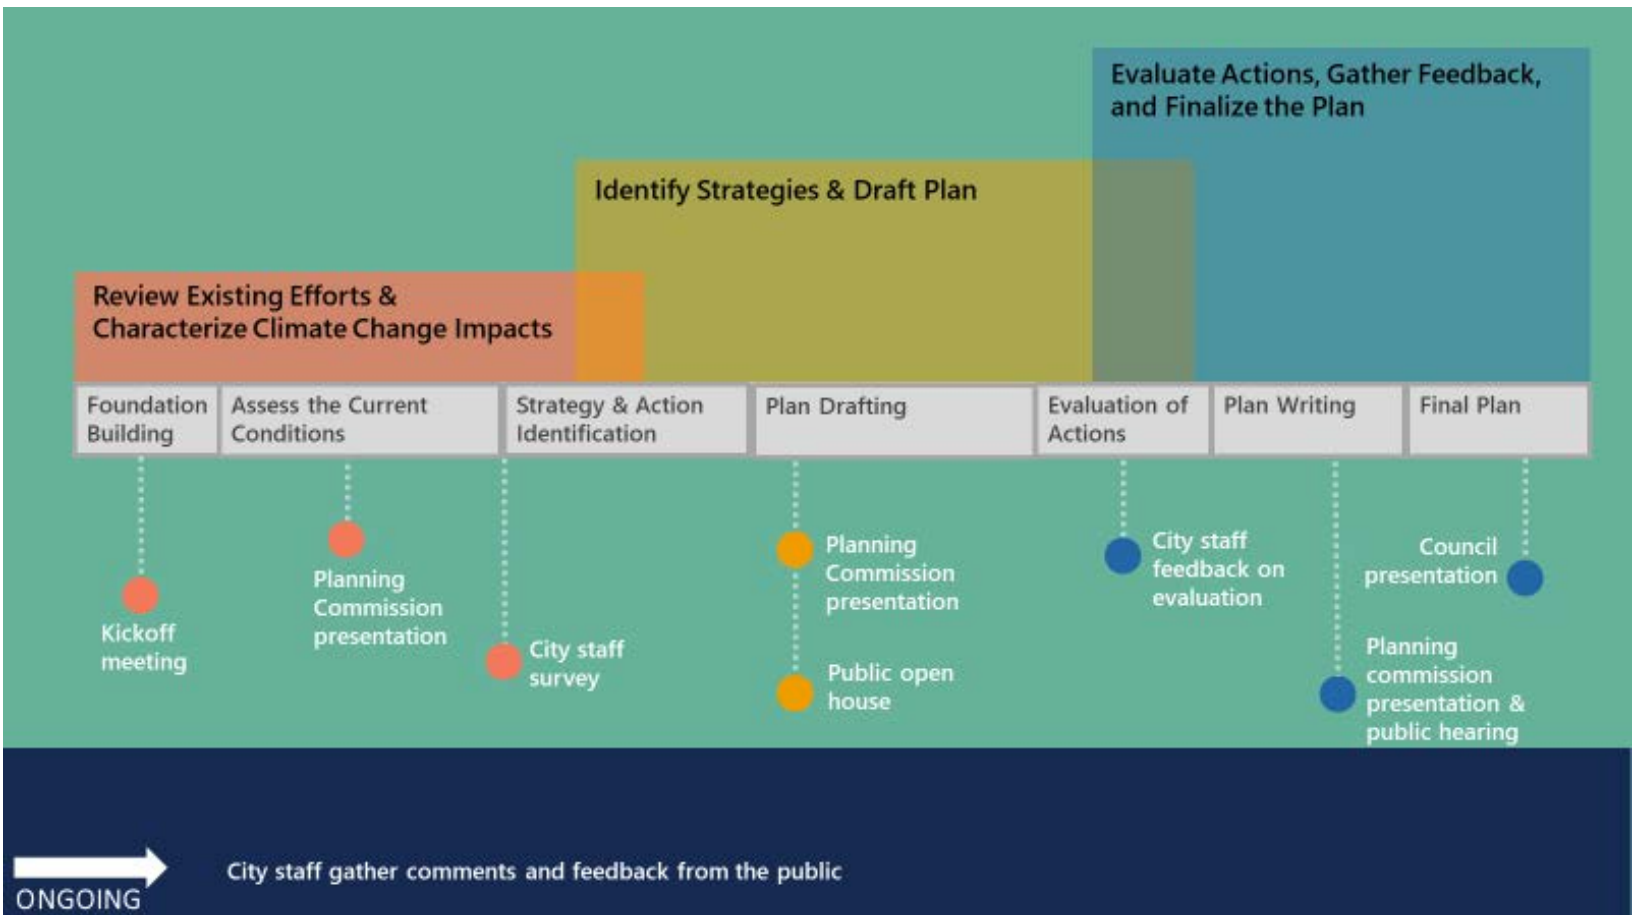 Evaluate Actions, Gather Feedback,
and Finalize the Plan
Identify Strategies & Draft Plan
Review Existing Efforts &
Characterize Climate Change Impacts
Foundation
Building
Assess the Current
Conditions
Strategy & Action
Identification
Plan Drafting
Evaluation of
Actions
Plan Writing
Final Plan
Kickoff
meeting
Planning
Commission
presentation
City staff
survey
Planning
Commission
presentation
Public open
house
City staff
feedback on
evaluation
Planning
commission
presentation &
public hearing
Council
presentation
ONGOING
City staff gather comments and feedback from the public